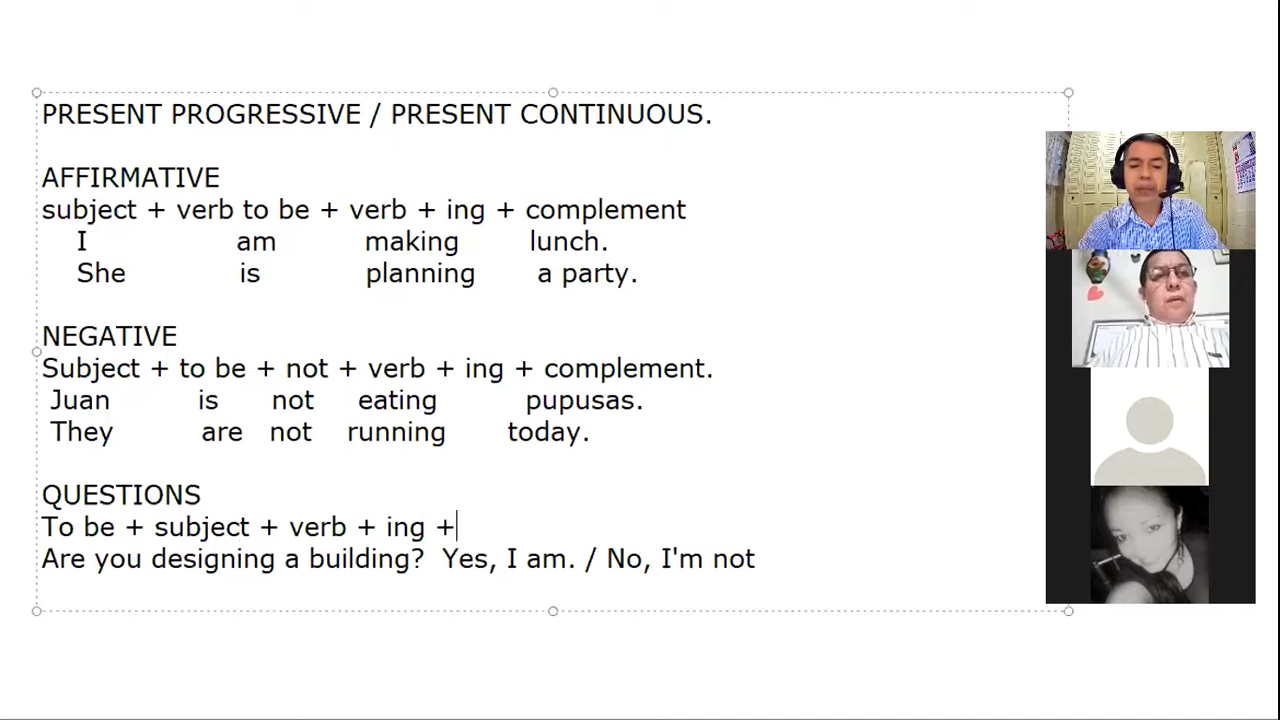 PRESENT PROGRESSIVE / PRESENT CONTINUOUS.
AFFIRMATIVE
subject + verb to be + verb + ing + complement
I am making lunch.
She is planning a party.
NEGATIVE
Subject + to be + not + verb + ing + complement.
Juan is not eating pupusas.
They are not running today.
QUESTIONS
To be + subject + verb + ing +
Are you designing a building? Yes, I am. / No, I'm not